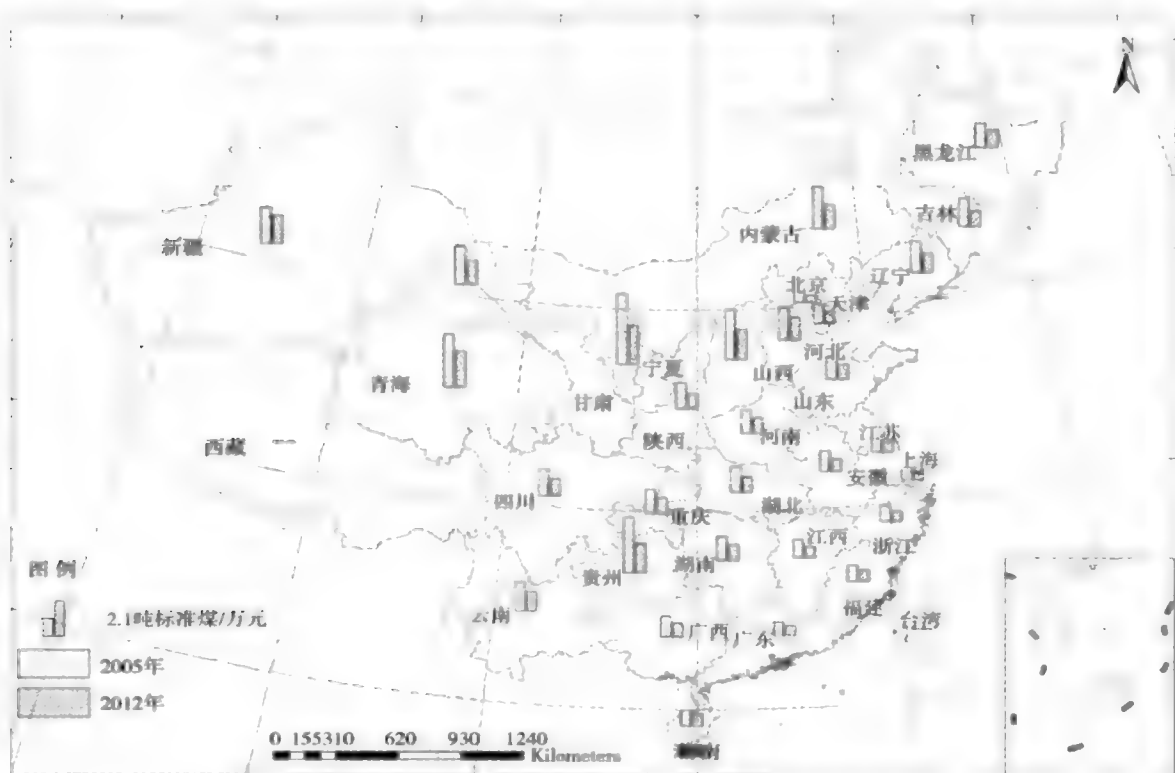 N
黑龙江
吉林
内蒙古
新疆
辽宁
北京
天津
河北
宁夏
山西
青海
甘肃
山东
陕西
河南
江苏
西藏
上海
安徽
四川
湖北
重庆
江西
浙江
湖南
贵州
图例
福建
2.1吨标准煤/万元
云南
台湾
广西
广东
2005年
2012年
0 155310 620 930 1240
Kilometers